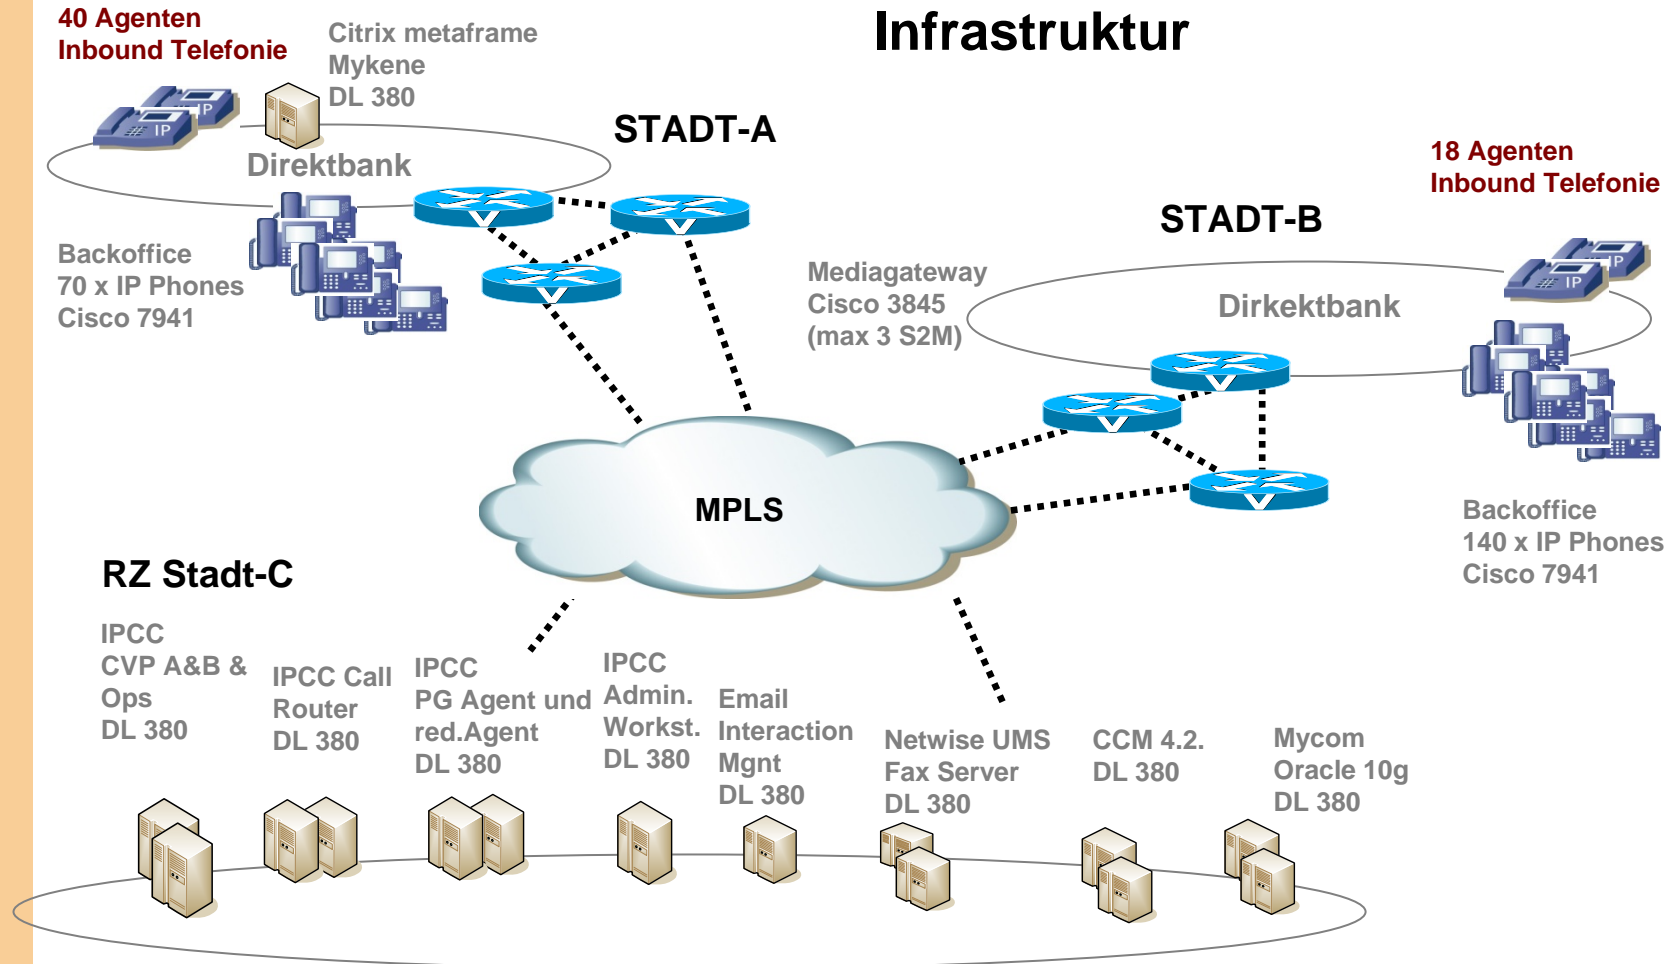 Infrastruktur
40 Agenten
Inbound Telefonie
Citrix metaframe
Mykene
DL 380
IP
IP
STADT-A
Direktbank
Backoffice
70 x IP Phones
Cisco 7941
18 Agenten
Inbound Telefonie
STADT-B
IP
IP
Mediagateway
Cisco 3845
(max 3 S2M)
Dirkektbank
Backoffice
140 x IP Phones
Cisco 7941
MPLS
RZ Stadt-C
IPCC
CVP A&B &
Ops
DL 380
IPCC Call
Router
DL 380
IPCC
PG Agent und
red.Agent
DL 380
IPCC
Admin.
Workst.
DL 380
Email
Interaction
Mgnt
DL 380
Netwise UMS
Fax Server
DL 380
CCM 4.2.
DL 380
Mycom
Oracle 10g
DL 380